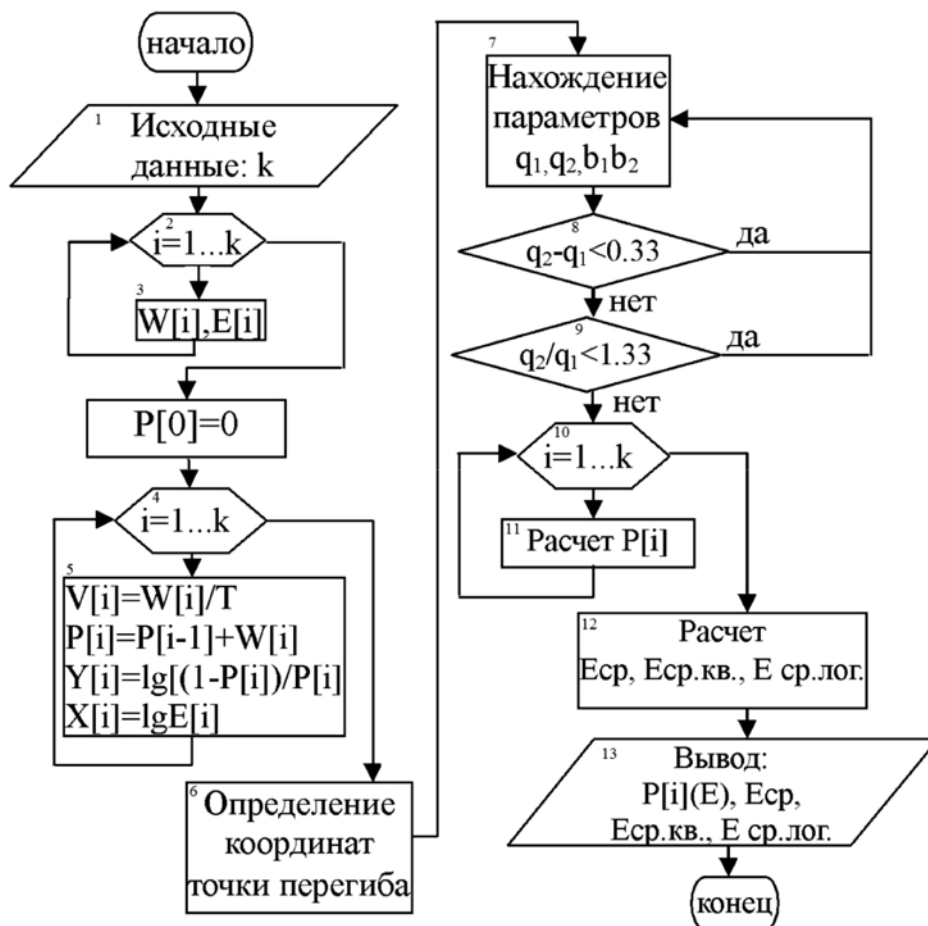 начало
1
Исходные
данные: k
2
i=1...k
3
W[i],E[i]
P[0]=0
4
i=1...k
5
V[i]=W[i]/T
P[i]=P[i-1]+W[i]
Y[i]=lg[(1-P[i])/P[i]
X[i]=lgE[i]
6
Определение
координат
точки перегиба
7
Нахождение
параметров
q₁,q₂,b₁b₂
8
q₂-q₁<0.33
да
нет
9
q₂/q₁<1.33
да
нет
10
i=1...k
11
Расчет P[i]
12
Расчет
Eср, Eср.кв., E ср.лог.
13
Вывод:
P[i](E), Eср,
Eср.кв., E ср.лог.
конец